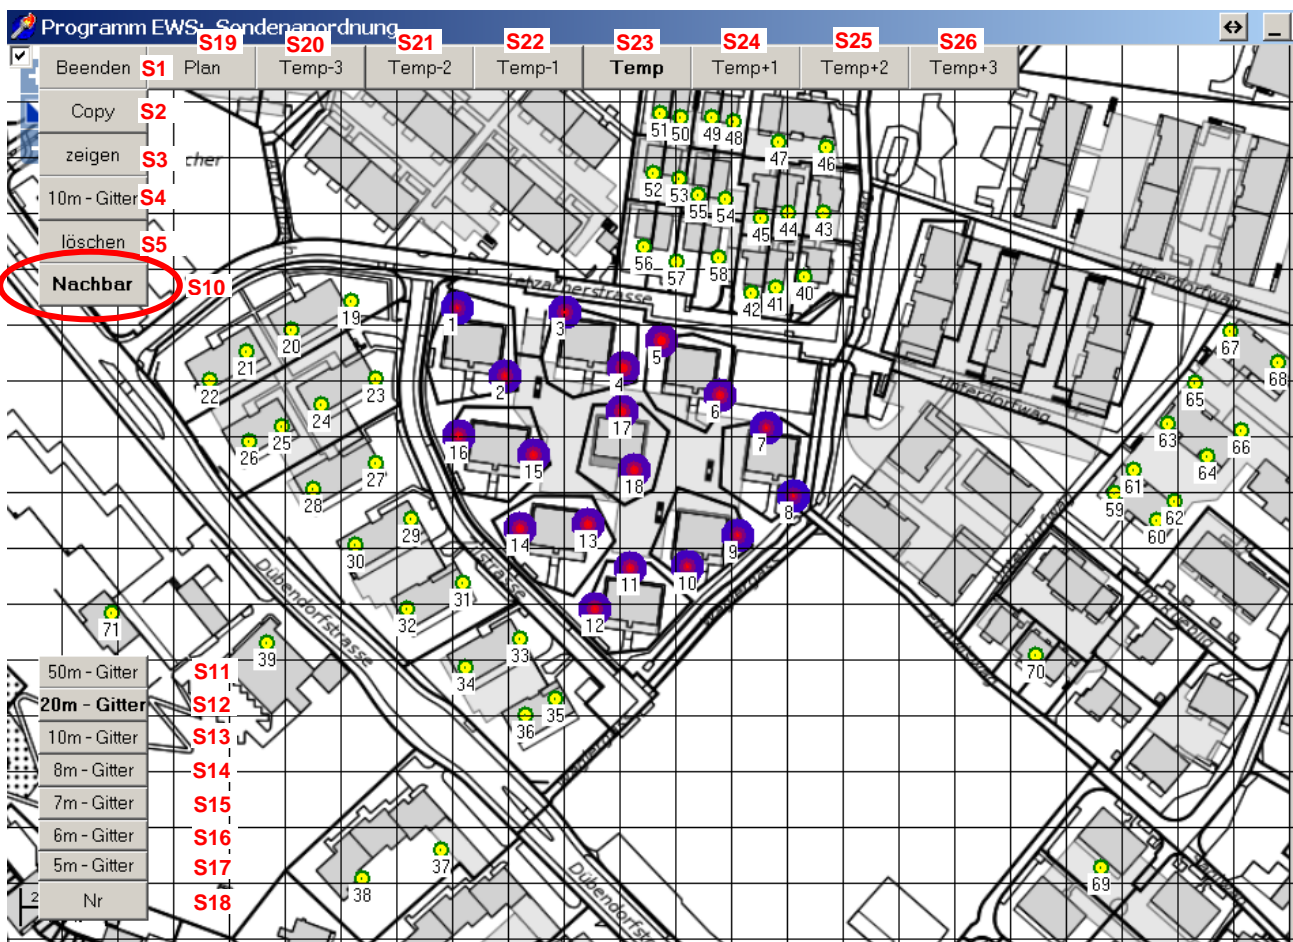 Programm EWS: Sondenanordnung
S19 S20 S21 S22 S23 S24 S25 S26
Beenden S1 Plan Temp-3 Temp-2 Temp-1 Temp Temp+1 Temp+2 Temp+3
Copy S2
zeigen S3
10m - Gitter S4
löschen S5
Nachbar S10
51 50 49 48
47 46
52 53 55 54
45 44 43
56 57 58
42 41 40
Unterdorfweg
19 20 21 22 23 24 25 26 27 28
1 3 5
2 4 6
17 7
16 15 18 8
14 13 9
11 10
12
Unterdorfweg
67 68
65
63 66
64
61
59 62
60
29
30
31
32
33
34
35
36
Dübendorfstrasse
71
39
70
50m - Gitter S11
20m - Gitter S12
10m - Gitter S13
8m - Gitter S14
7m - Gitter S15
6m - Gitter S16
5m - Gitter S17
Nr S18
37
38
69
2